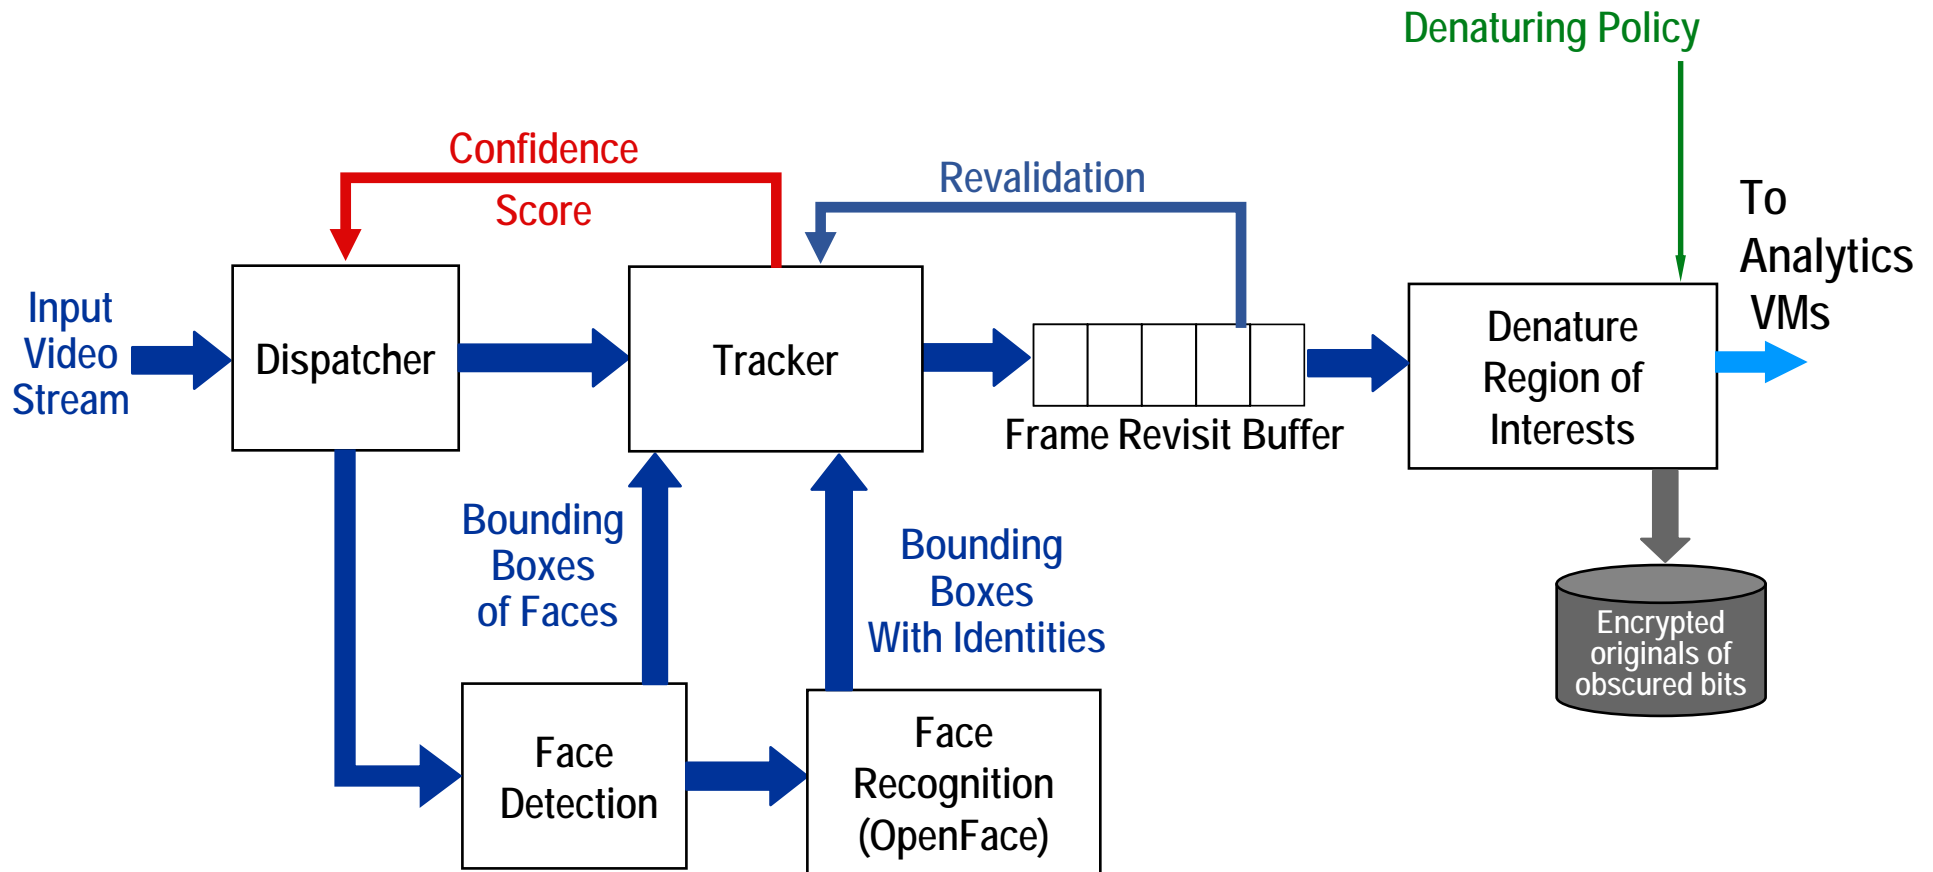 Denaturing Policy
Confidence
Score
Revalidation
To
Analytics
VMs
Input
Video
Stream
Dispatcher
Tracker
Frame Revisit Buffer
Denature
Region of
Interests
Bounding
Boxes
of Faces
Bounding
Boxes
With Identities
Encrypted
originals of
obscured bits
Face
Detection
Face
Recognition
(OpenFace)